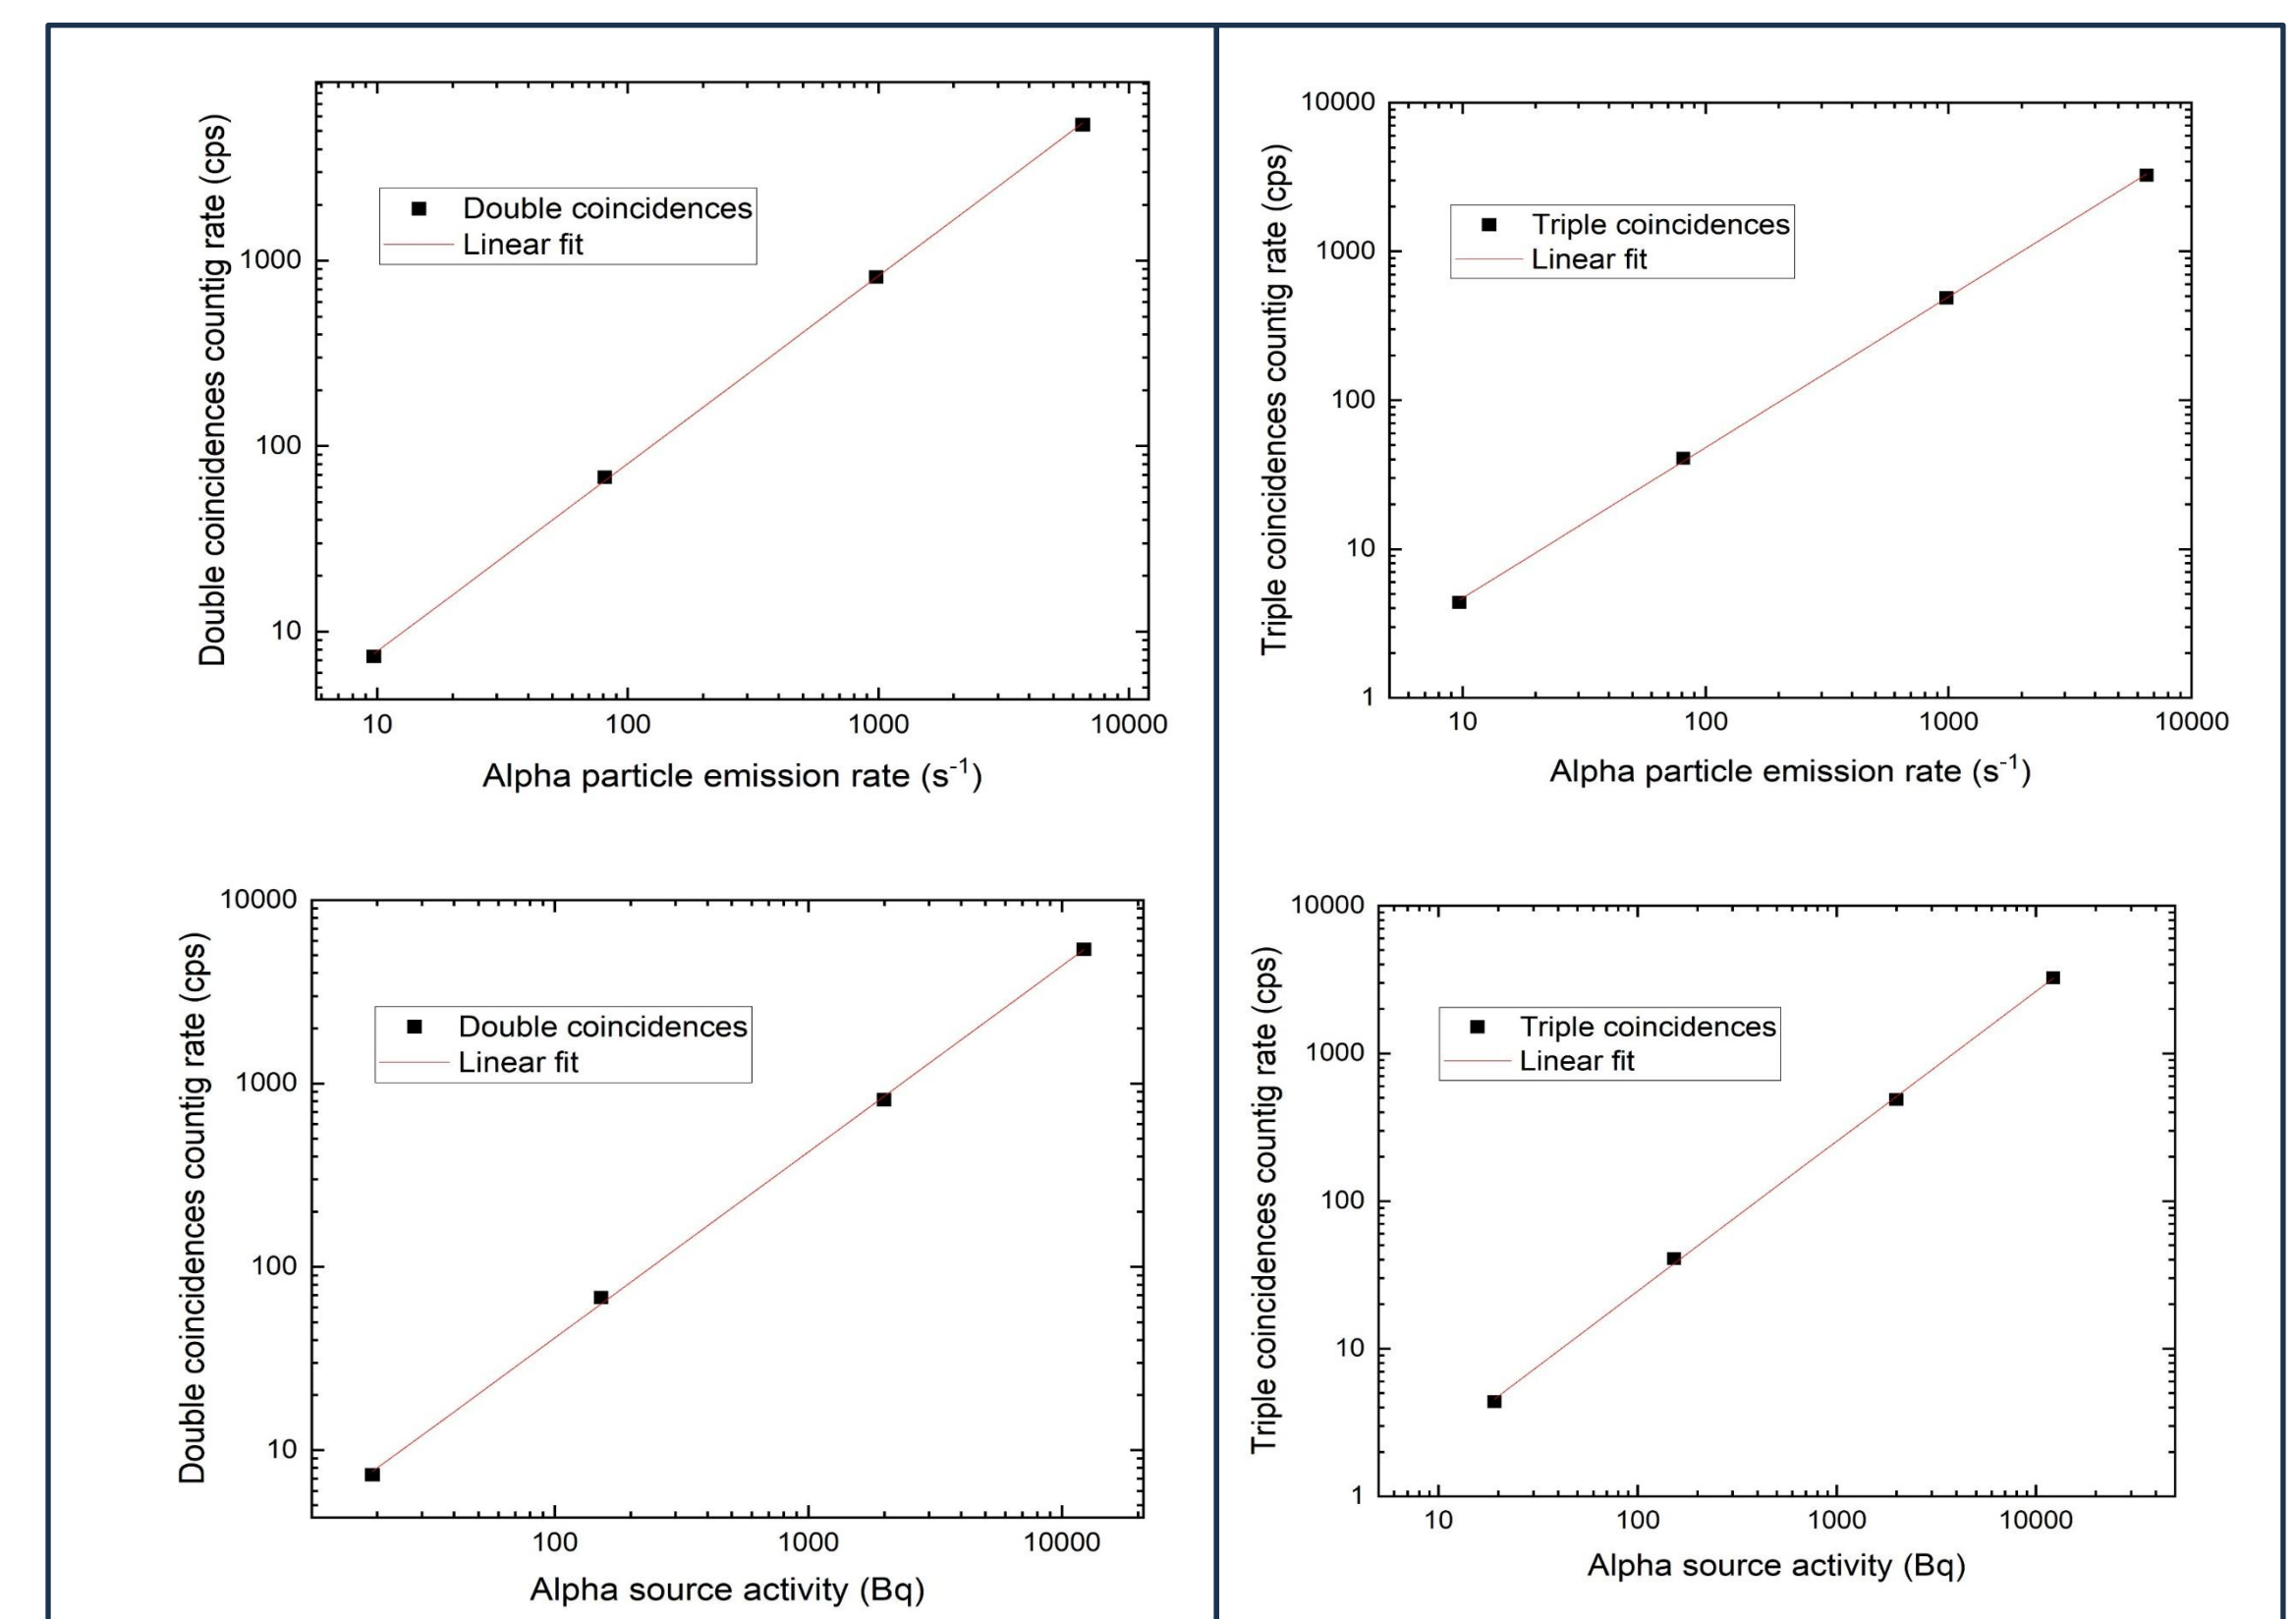 Double coincidences countig rate (cps)
1000
100
10
Double coincidences
Linear fit
10 100 1000 10000
Alpha particle emission rate (s⁻¹)
Triple coincidences countig rate (cps)
10000
1000
100
10
1
Triple coincidences
Linear fit
10 100 1000 10000
Alpha particle emission rate (s⁻¹)
Double coincidences countig rate (cps)
10000
1000
100
10
Double coincidences
Linear fit
100 1000 10000
Alpha source activity (Bq)
Triple coincidences countig rate (cps)
10000
1000
100
10
1
Triple coincidences
Linear fit
10 100 1000 10000
Alpha source activity (Bq)